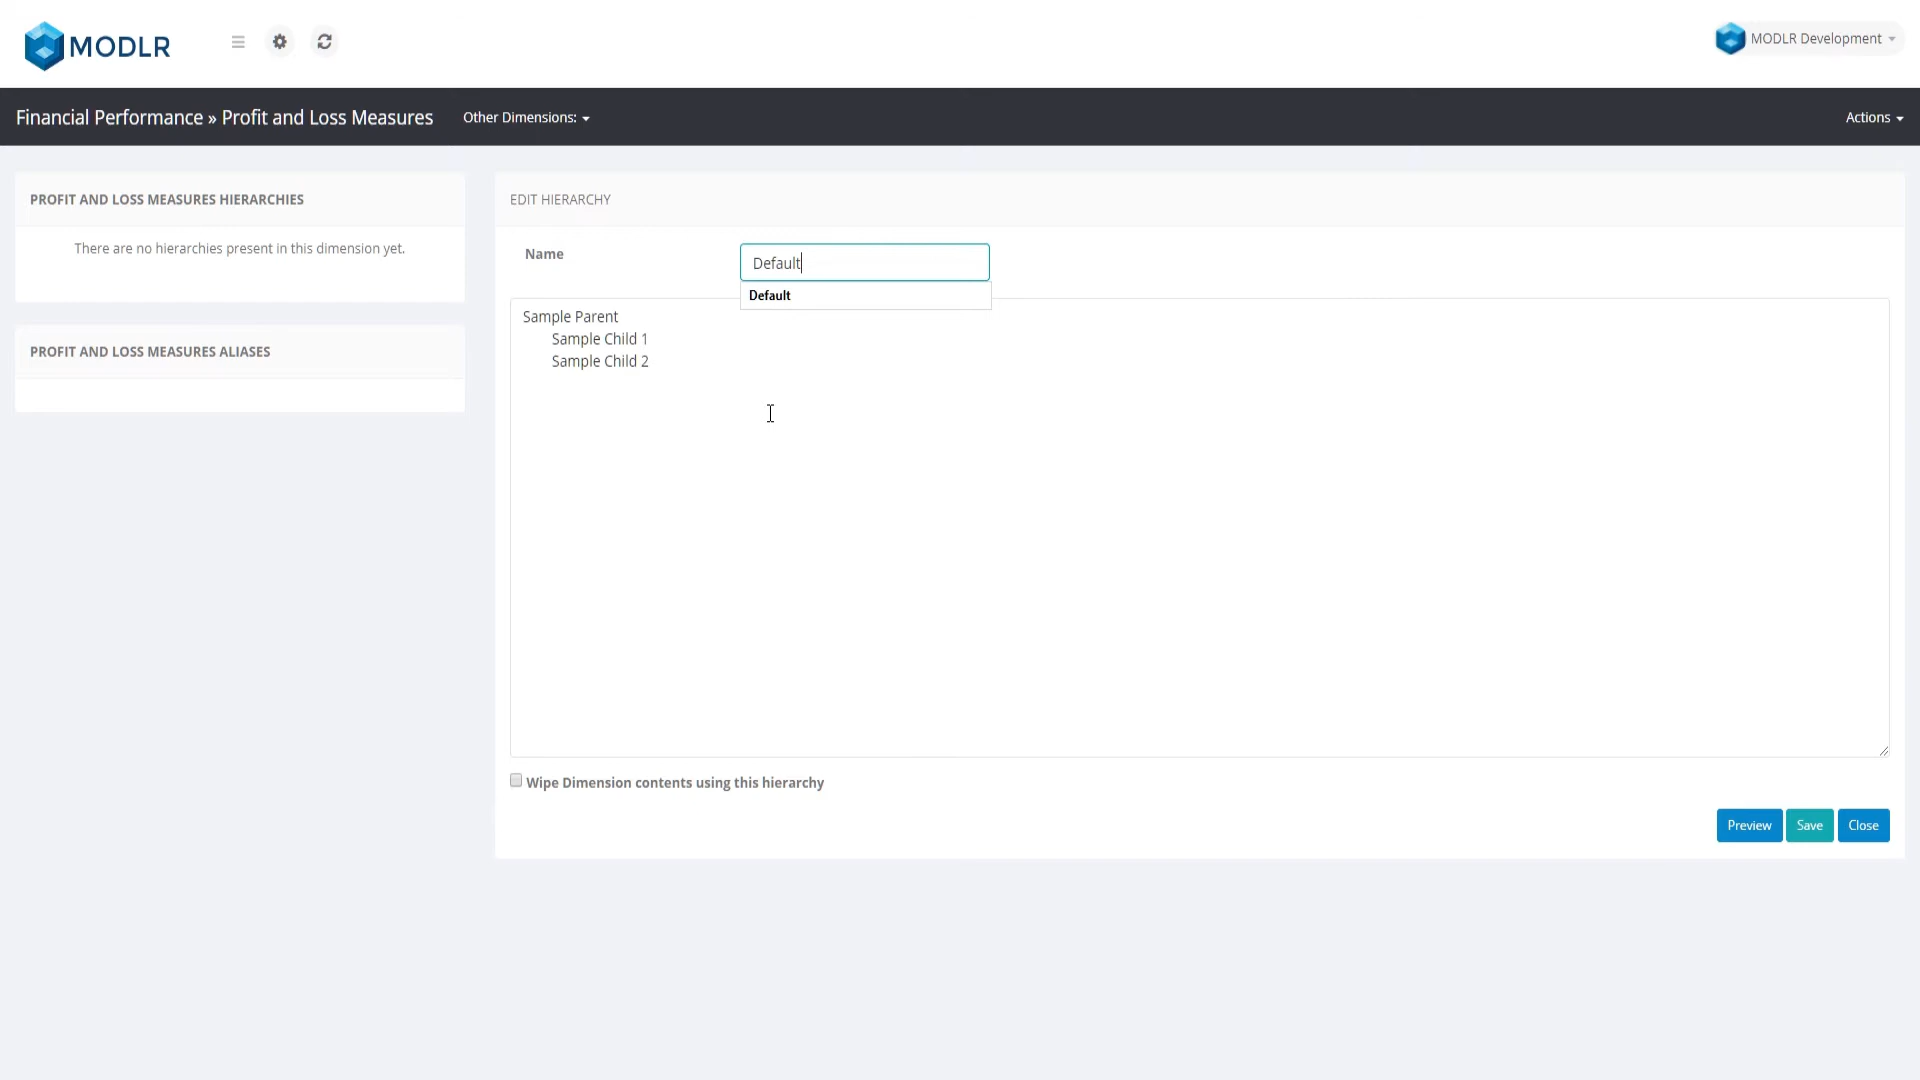 MODLR
MODLR Development
Financial Performance » Profit and Loss Measures
Other Dimensions:
Actions
PROFIT AND LOSS MEASURES HIERARCHIES
There are no hierarchies present in this dimension yet.
PROFIT AND LOSS MEASURES ALIASES
EDIT HIERARCHY
Name
Default
Default
Sample Parent
Sample Child 1
Sample Child 2
Wipe Dimension contents using this hierarchy
Preview
Save
Close